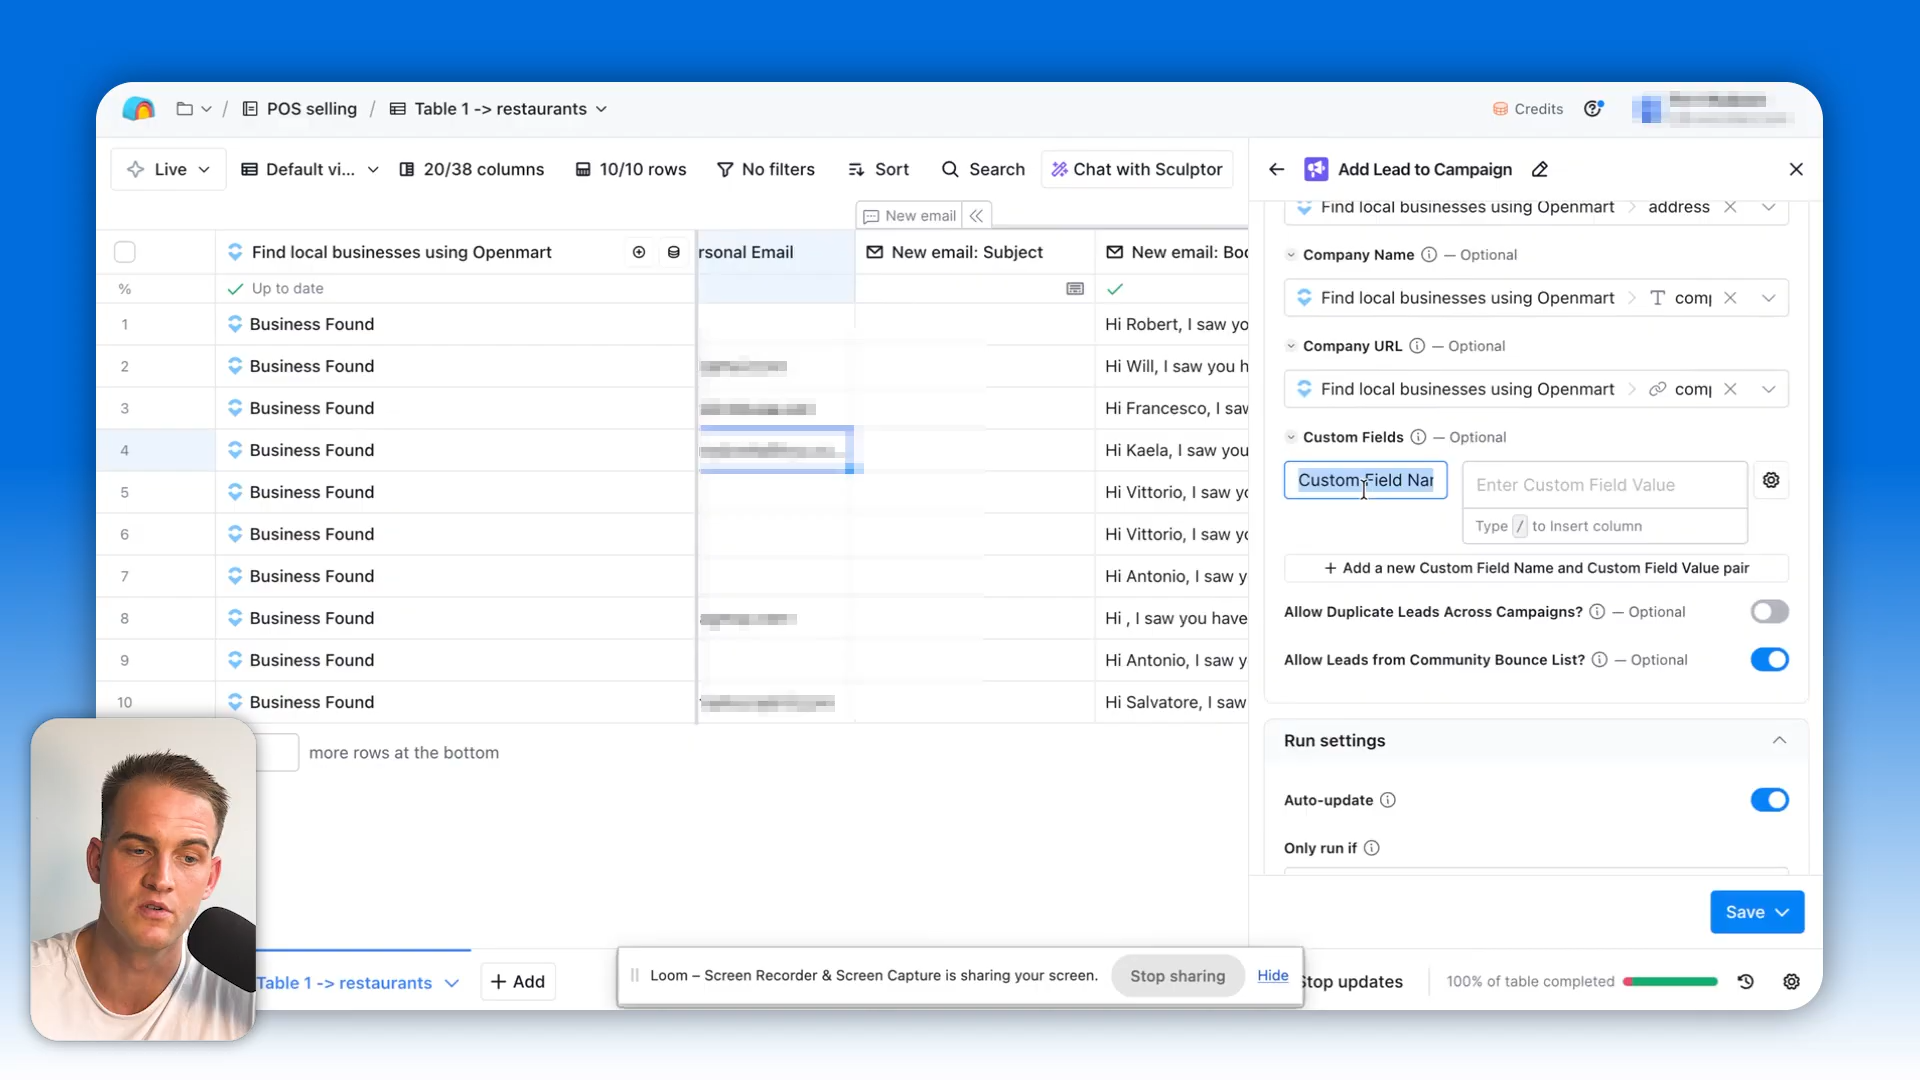 / POS selling / Table 1 -> restaurants
Credits
Live
Default vi...
20/38 columns
10/10 rows
No filters
Sort
Search
Chat with Sculptor
Add Lead to Campaign
New email
Find local businesses using Openmart
rsonal Email
New email: Subject
New email: Boc
% Up to date
1 Business Found Hi Robert, I saw yo
2 Business Found Hi Will, I saw you h
3 Business Found Hi Francesco, I saw
4 Business Found Hi Kaela, I saw you
5 Business Found Hi Vittorio, I saw yo
6 Business Found Hi Vittorio, I saw yo
7 Business Found Hi Antonio, I saw y
8 Business Found Hi , I saw you have
9 Business Found Hi Antonio, I saw y
10 Business Found Hi Salvatore, I saw
more rows at the bottom
Find local businesses using Openmart > address
Company Name — Optional
Find local businesses using Openmart > comp
Company URL — Optional
Find local businesses using Openmart > comp
Custom Fields — Optional
Custom Field Nar
Enter Custom Field Value
Type / to Insert column
+ Add a new Custom Field Name and Custom Field Value pair
Allow Duplicate Leads Across Campaigns? — Optional
Allow Leads from Community Bounce List? — Optional
Run settings
Auto-update
Only run if
Save
Table 1 -> restaurants
+ Add
Loom – Screen Recorder & Screen Capture is sharing your screen.
Stop sharing
Hide
Stop updates
100% of table completed